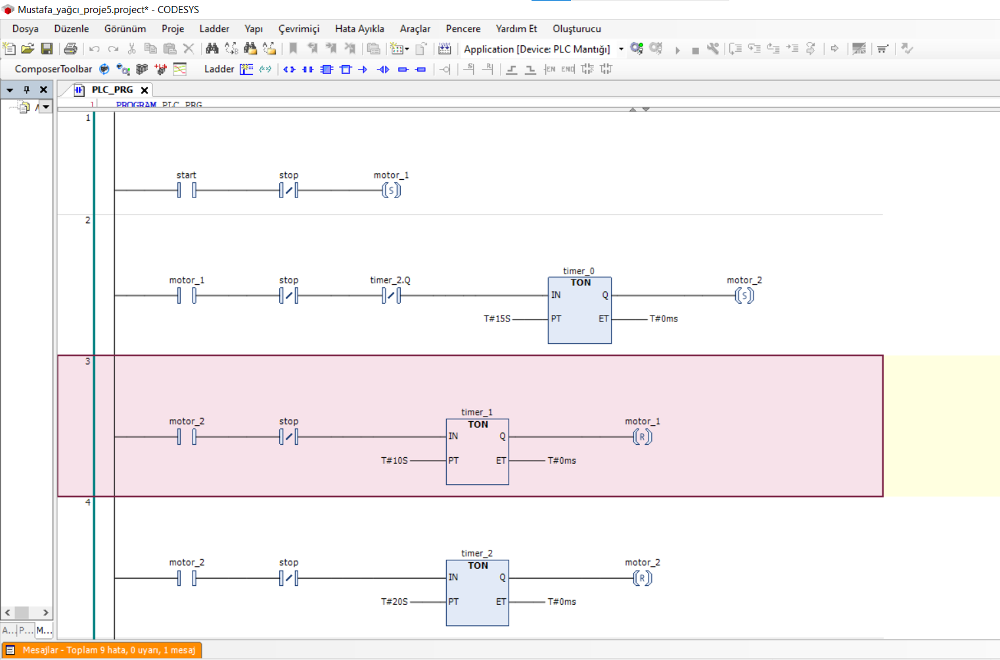 Mustafa_yağcı_proje5.project* - CODESYS
Dosya Düzenle Görünüm Proje Ladder Yapı Çevrimiçi Hata Ayıkla Araçlar Pencere Yardım Et Oluşturucu
Application [Device: PLC Mantığı]
ComposerToolbar Ladder S R EN ENO
PLC_PRG
1 PROGRAM PLC_PRG
1
start stop motor_1
S
2
timer_0
motor_1 stop timer_2.Q TON motor_2
IN Q S
T#15S PT ET T#0ms
3
timer_1
motor_2 stop TON motor_1
IN Q R
T#10S PT ET T#0ms
4
timer_2
motor_2 stop TON motor_2
IN Q R
T#20S PT ET T#0ms
A... P... M...
Mesajlar - Toplam 9 hata, 0 uyarı, 1 mesaj